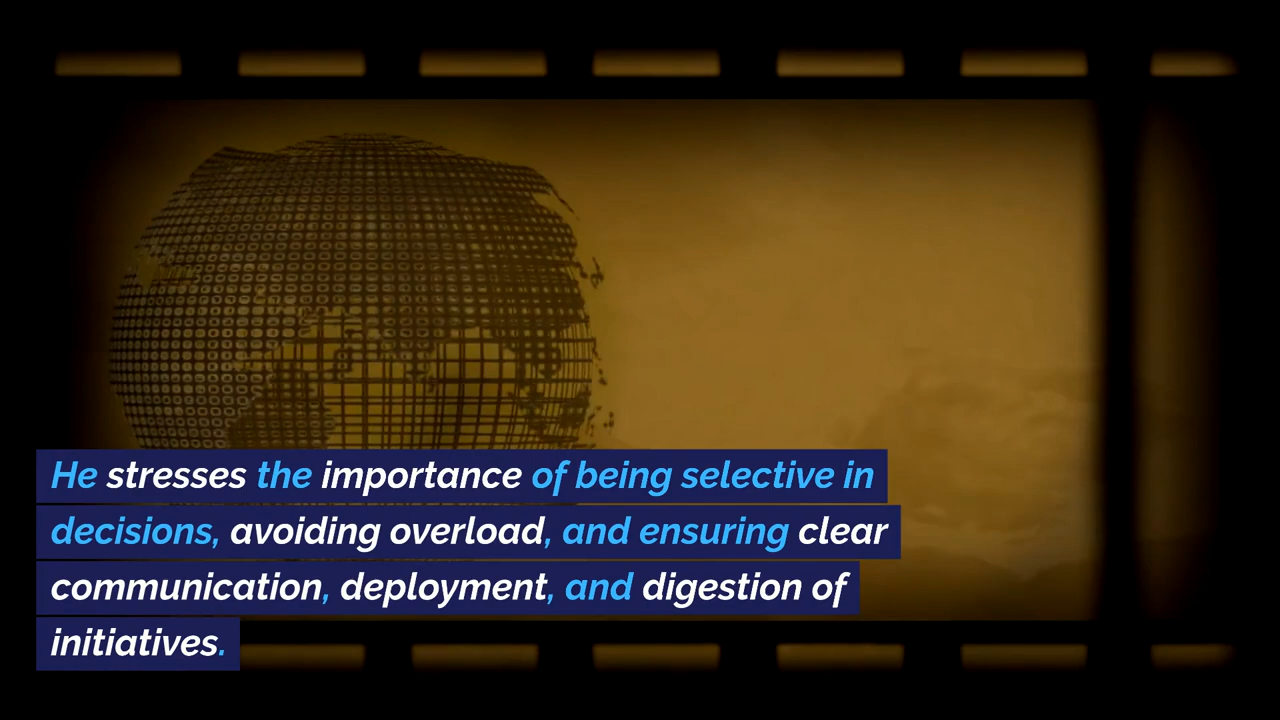 He stresses the importance of being selective in
decisions, avoiding overload, and ensuring clear
communication, deployment, and digestion of
initiatives.